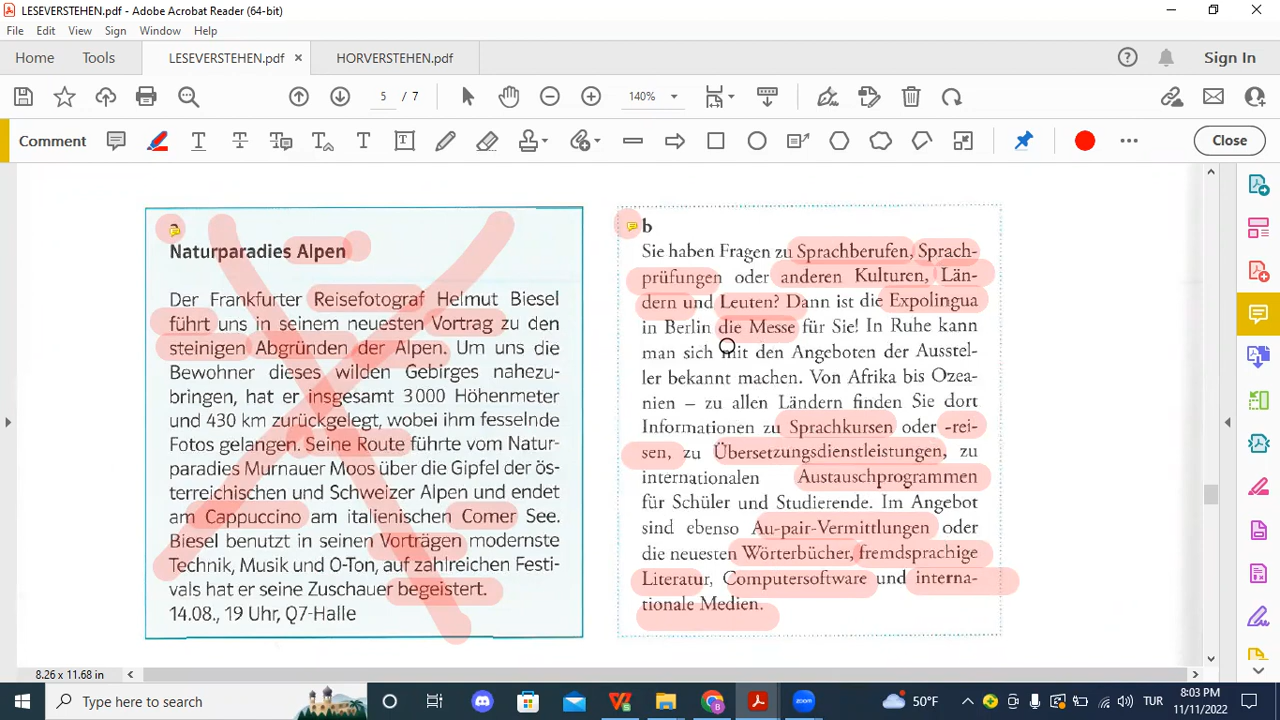 LESEVERSTEHEN.pdf - Adobe Acrobat Reader (64-bit)
File Edit View Sign Window Help
Home Tools LESEVERSTEHEN.pdf × HORVERSTEHEN.pdf Sign In
5 / 7 140%
Comment Close
Naturparadies Alpen
Der Frankfurter Reisefotograf Helmut Biesel
führt uns in seinem neuesten Vortrag zu den
steinigen Abgründen der Alpen. Um uns die
Bewohner dieses wilden Gebirges nahezu-
bringen, hat er insgesamt 3000 Höhenmeter
und 430 km zurückgelegt, wobei ihm fesselnde
Fotos gelangen. Seine Route führte vom Natur-
paradies Murnauer Moos über die Gipfel der ös-
terreichischen und Schweizer Alpen und endet
am Cappuccino am italienischen Comer See.
Biesel benutzt in seinen Vorträgen modernste
Technik, Musik und O-Ton, auf zahlreichen Festi-
vals hat er seine Zuschauer begeistert.
14.08., 19 Uhr, Q7-Halle
b
Sie haben Fragen zu Sprachberufen, Sprach-
prüfungen oder anderen Kulturen, Län-
dern und Leuten? Dann ist die Expolingua
in Berlin die Messe für Sie! In Ruhe kann
man sich mit den Angeboten der Ausstel-
ler bekannt machen. Von Afrika bis Ozea-
nien – zu allen Ländern finden Sie dort
Informationen zu Sprachkursen oder -rei-
sen, zu Übersetzungsdienstleistungen, zu
internationalen Austauschprogrammen
für Schüler und Studierende. Im Angebot
sind ebenso Au-pair-Vermittlungen oder
die neuesten Wörterbücher, fremdsprachige
Literatur, Computersoftware und interna-
tionale Medien.
8.26 x 11.68 in
Type here to search 50°F TUR 8:03 PM
11/11/2022